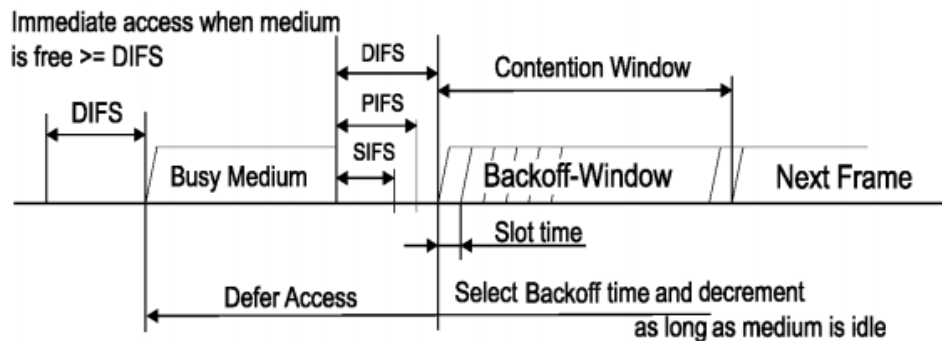 Immediate access when medium
is free >= DIFS
DIFS
DIFS
Contention Window
PIFS
SIFS
Busy Medium
Backoff-Window
Next Frame
Slot time
Defer Access
Select Backoff time and decrement
as long as medium is idle